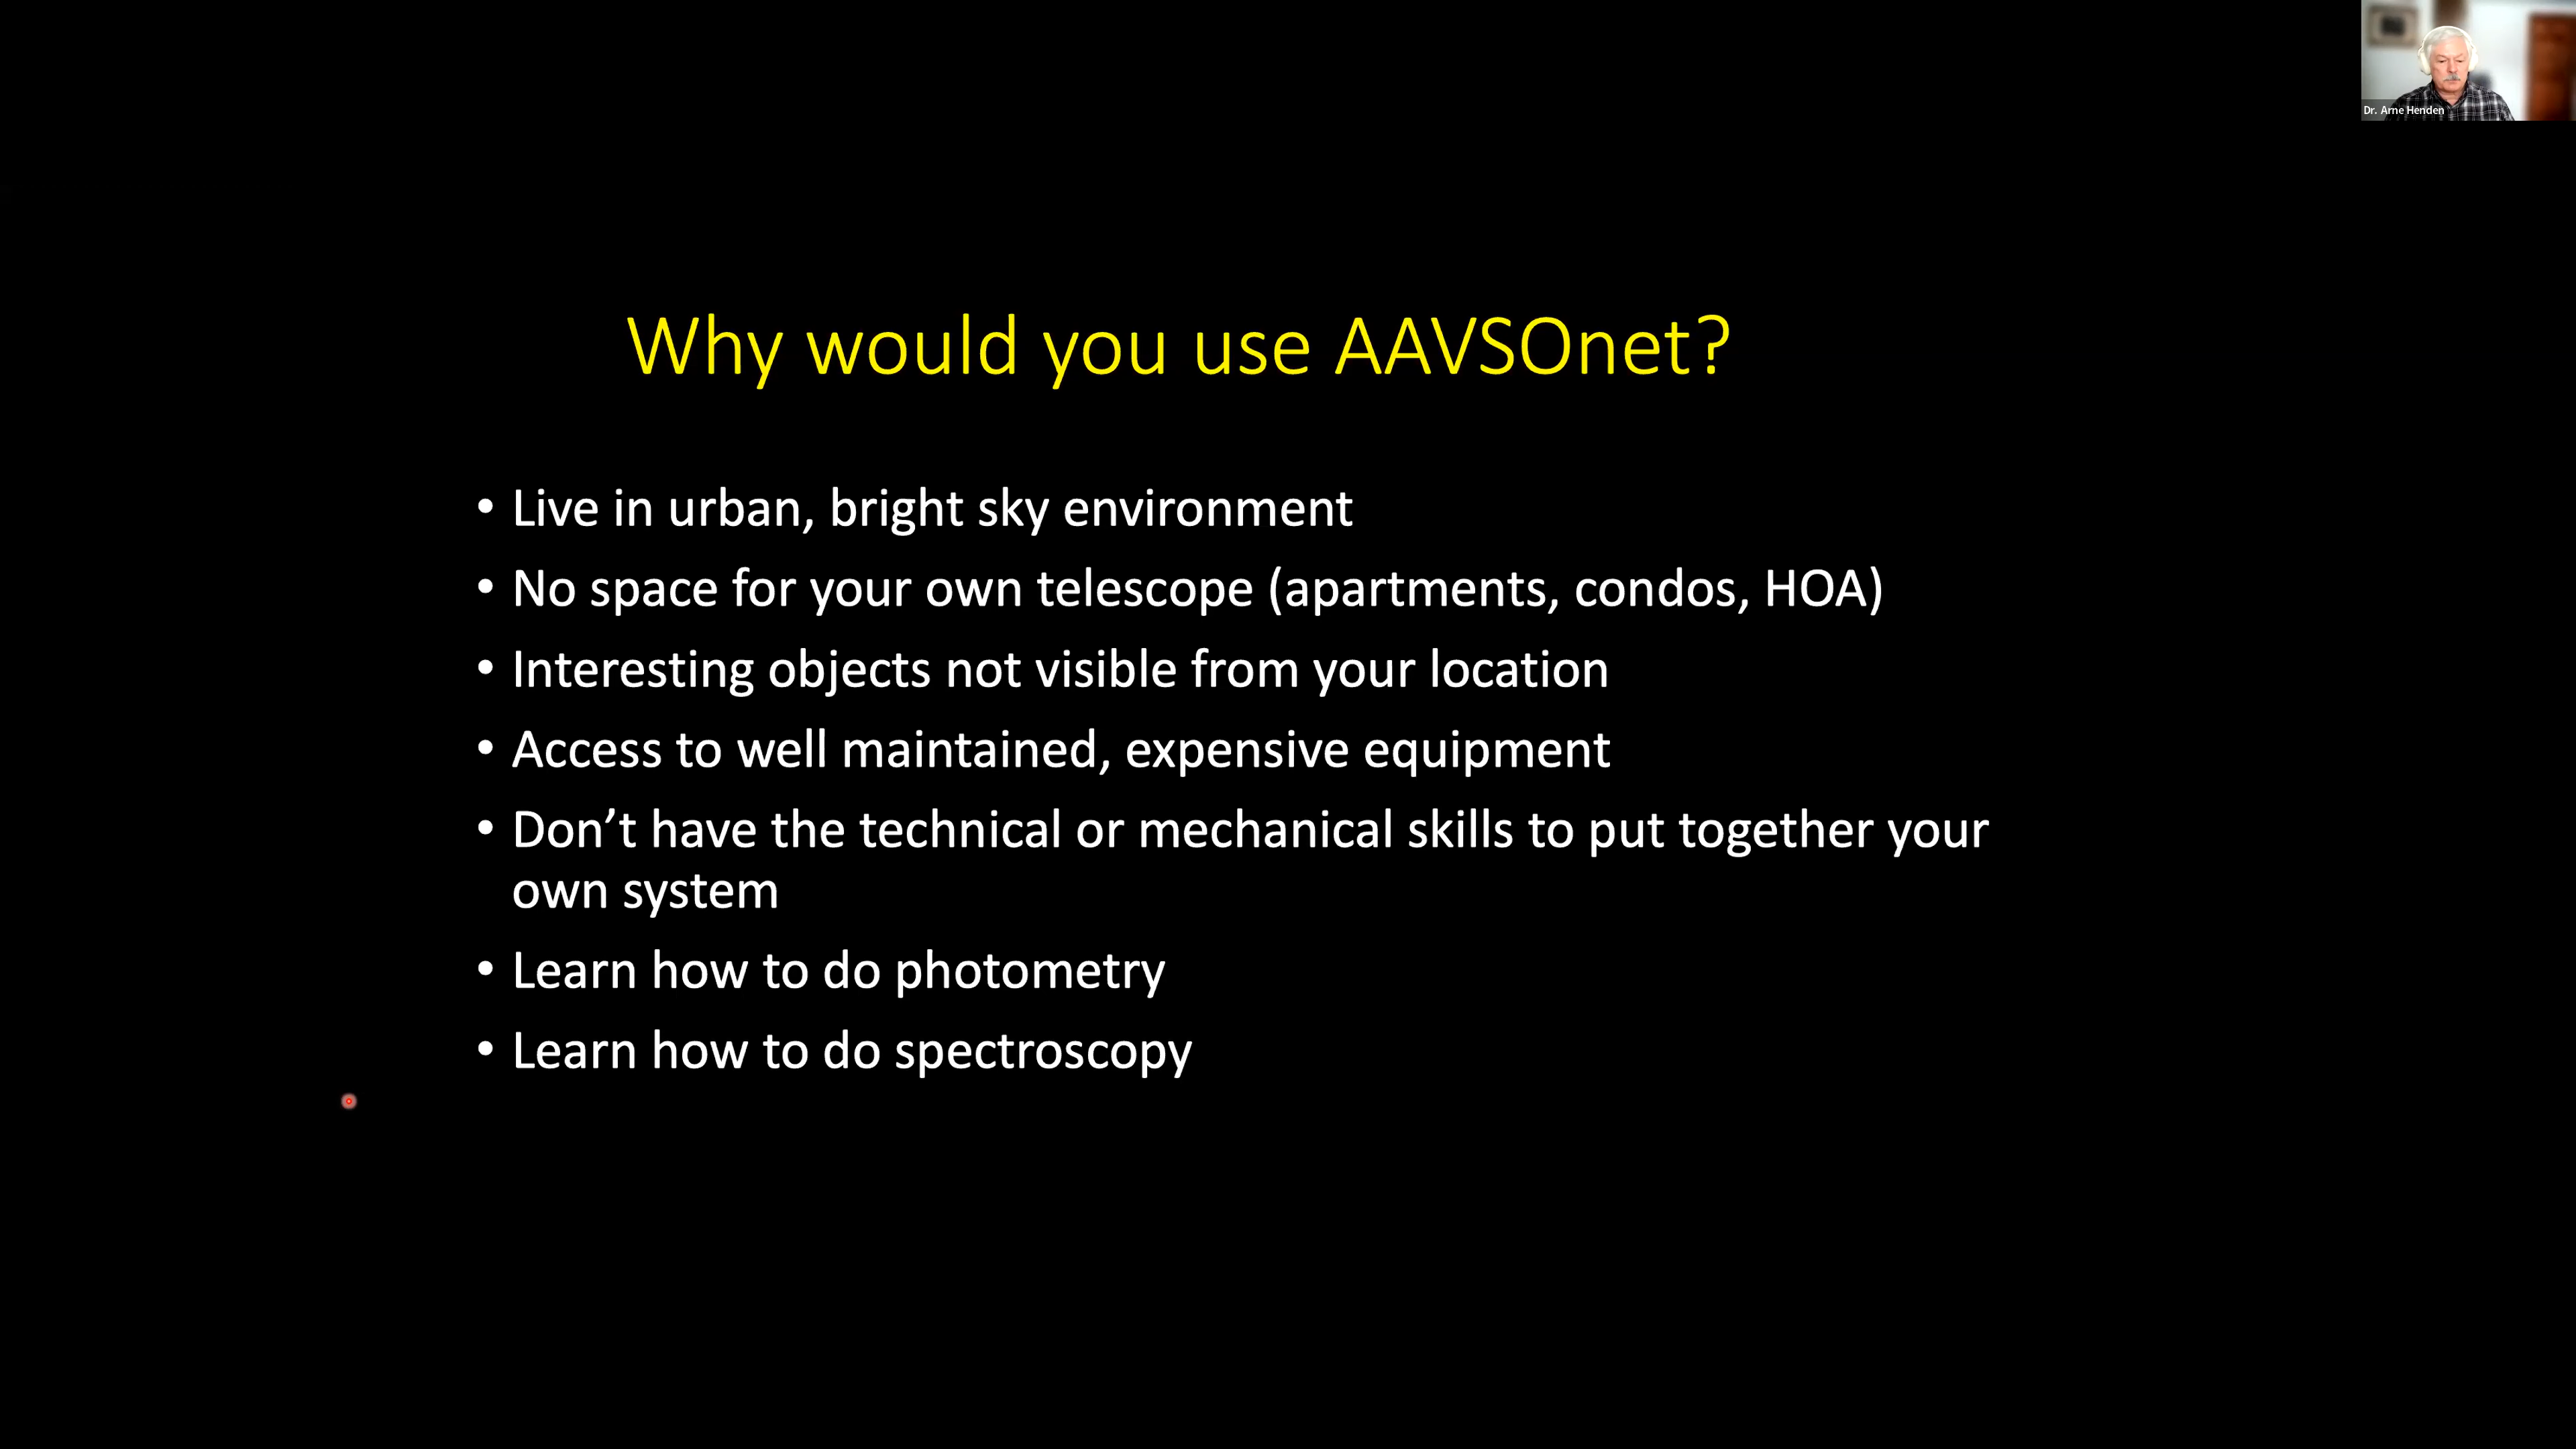 Dr. Arne Henden
Why would you use AAVSOnet?
• Live in urban, bright sky environment
• No space for your own telescope (apartments, condos, HOA)
• Interesting objects not visible from your location
• Access to well maintained, expensive equipment
• Don’t have the technical or mechanical skills to put together your
own system
• Learn how to do photometry
• Learn how to do spectroscopy